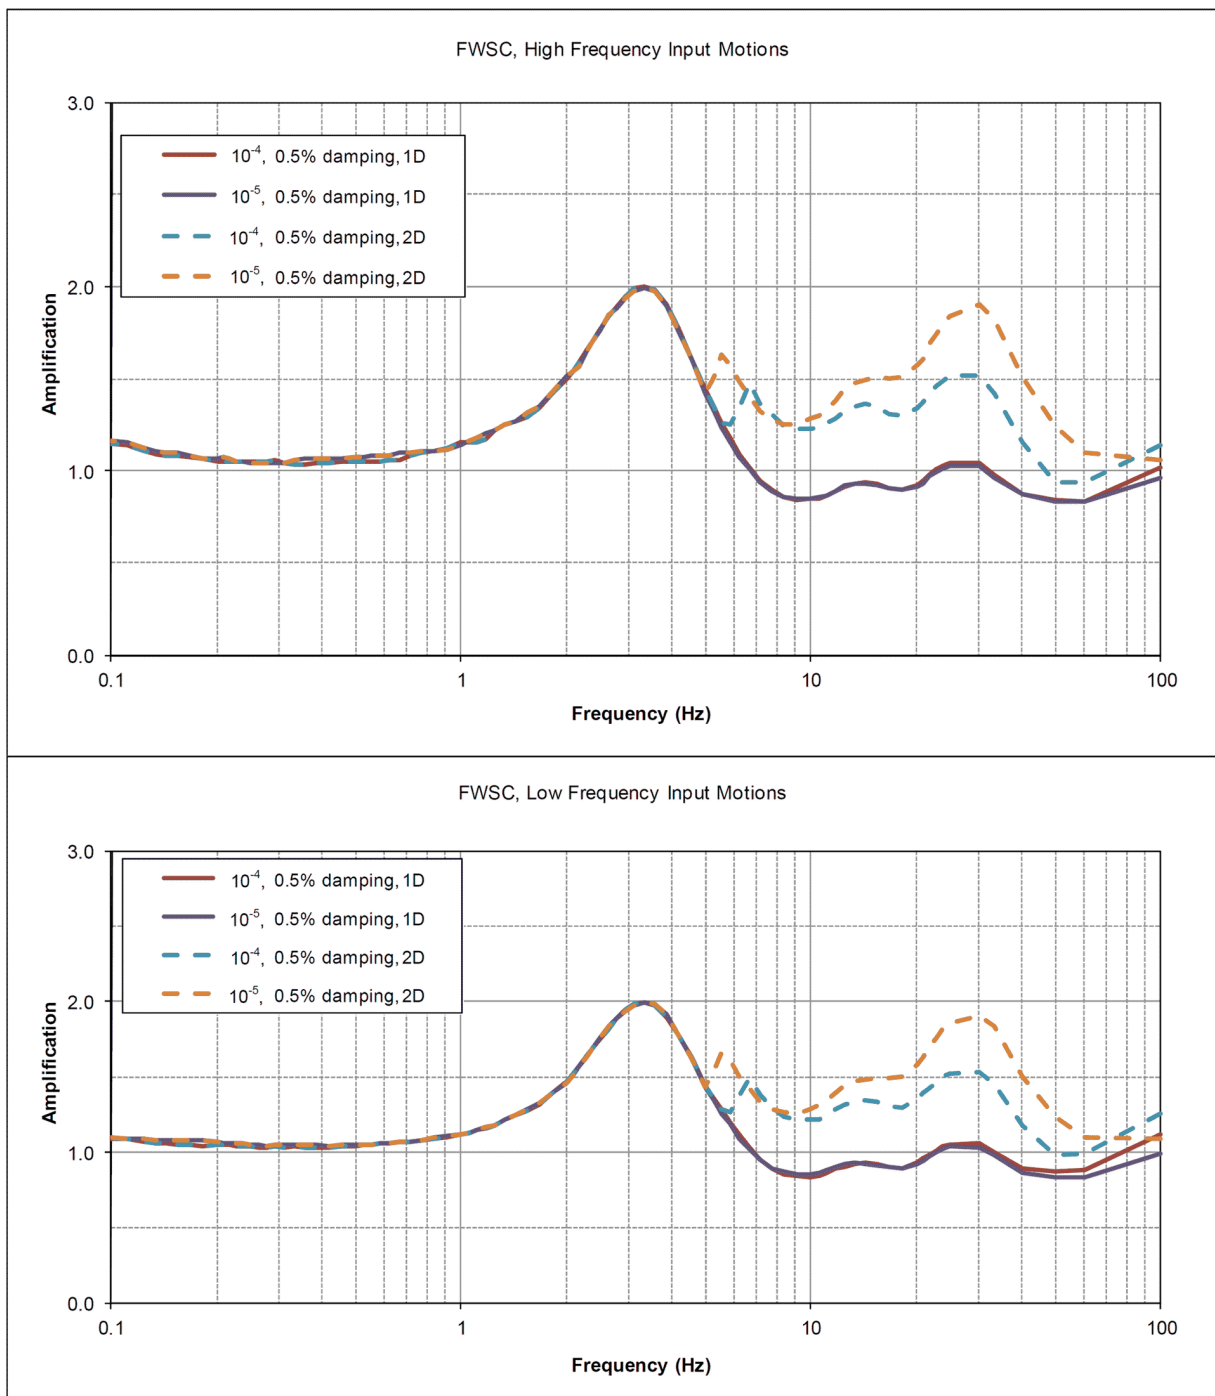 FWSC, High Frequency Input Motions
3.0
10-4, 0.5% damping, 1D
10-5, 0.5% damping, 1D
10-4, 0.5% damping, 2D
10-5, 0.5% damping, 2D
2.0
Amplification
1.0
0.0
0.1 1 10 100
Frequency (Hz)
FWSC, Low Frequency Input Motions
3.0
10-4, 0.5% damping, 1D
10-5, 0.5% damping, 1D
10-4, 0.5% damping, 2D
10-5, 0.5% damping, 2D
2.0
Amplification
1.0
0.0
0.1 1 10 100
Frequency (Hz)